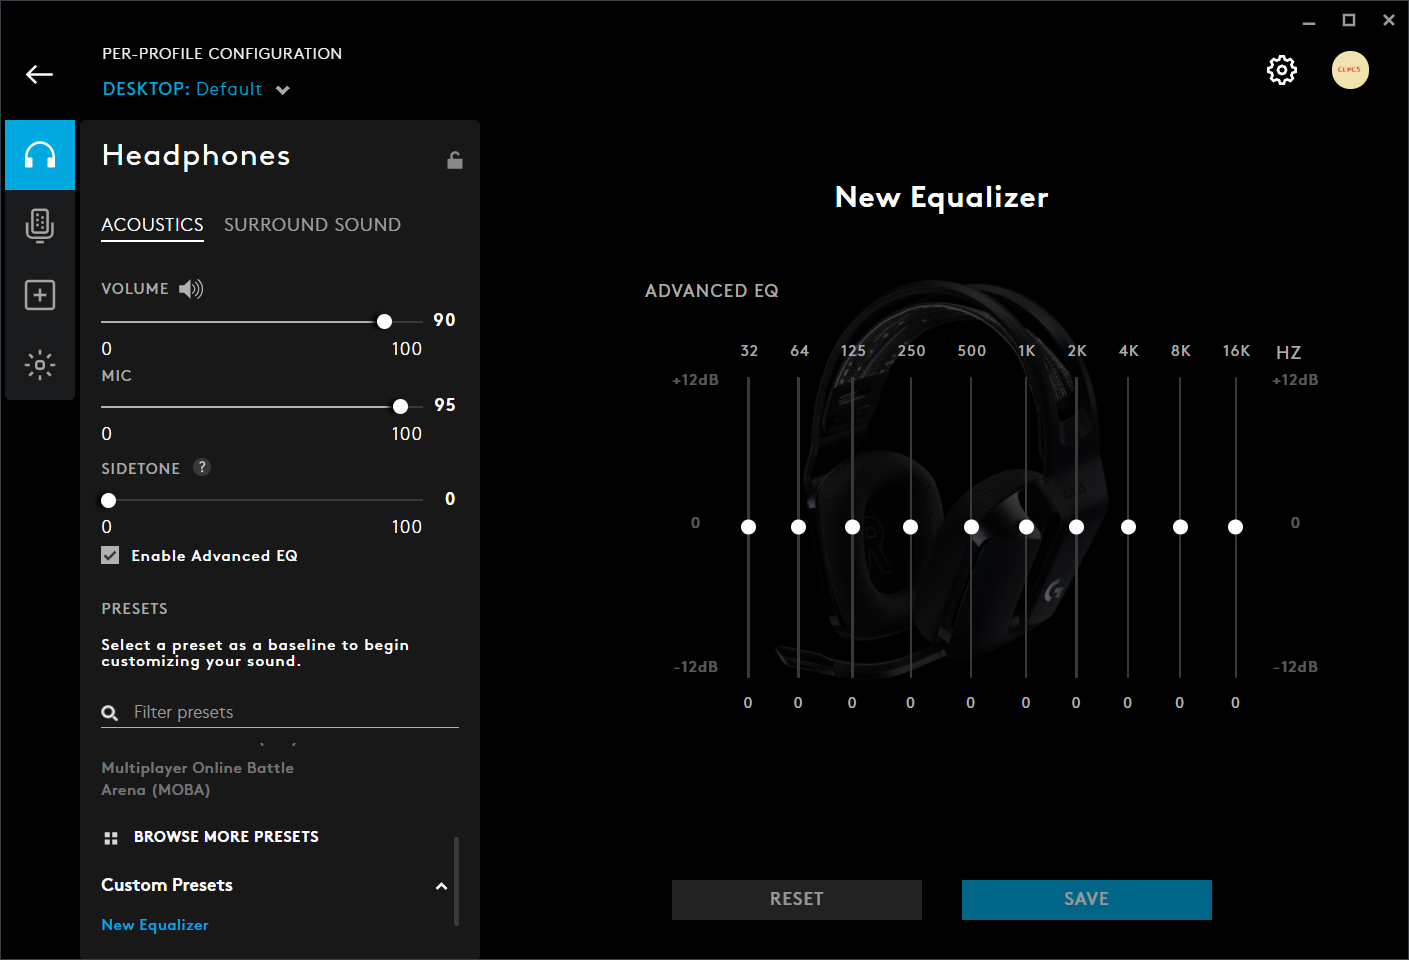 PER-PROFILE CONFIGURATION
DESKTOP: Default
CLPCS
Headphones
ACOUSTICS SURROUND SOUND
VOLUME
90
0 100
MIC
95
0 100
SIDETONE ?
0
0 100
Enable Advanced EQ
PRESETS
Select a preset as a baseline to begin
customizing your sound.
Filter presets
Multiplayer Online Battle
Arena (MOBA)
BROWSE MORE PRESETS
Custom Presets
New Equalizer
New Equalizer
ADVANCED EQ
32 64 125 250 500 1K 2K 4K 8K 16K HZ
+12dB +12dB
0 0
-12dB -12dB
0 0 0 0 0 0 0 0 0 0
RESET SAVE